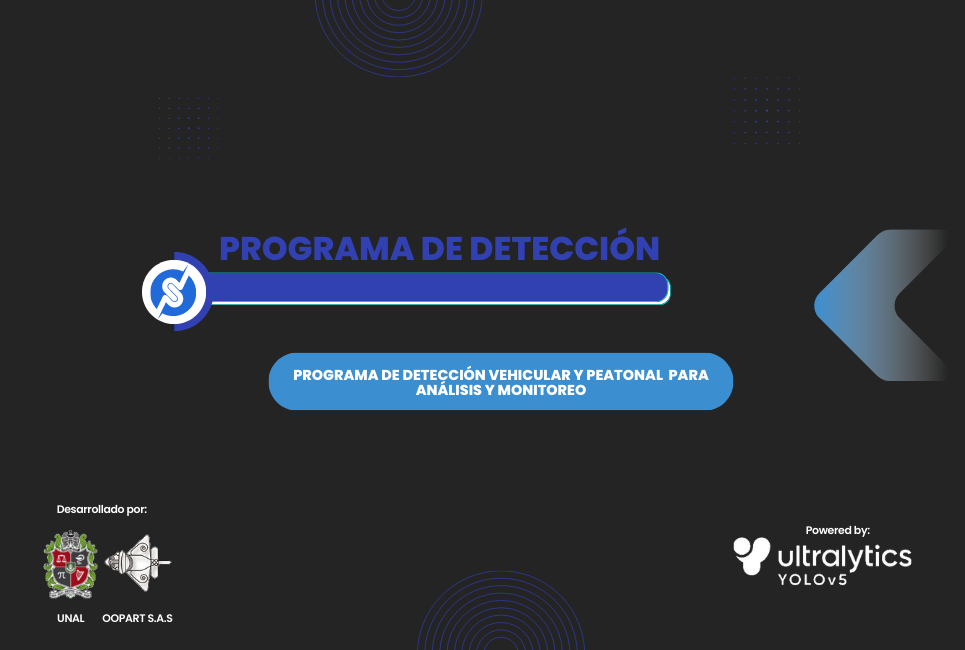 PROGRAMA DE DETECCIÓN
PROGRAMA DE DETECCIÓN VEHICULAR Y PEATONAL PARA
ANÁLISIS Y MONITOREO
Desarrollado por:
UNAL OOPART S.A.S
Powered by:
ultralytics
YOLOv5